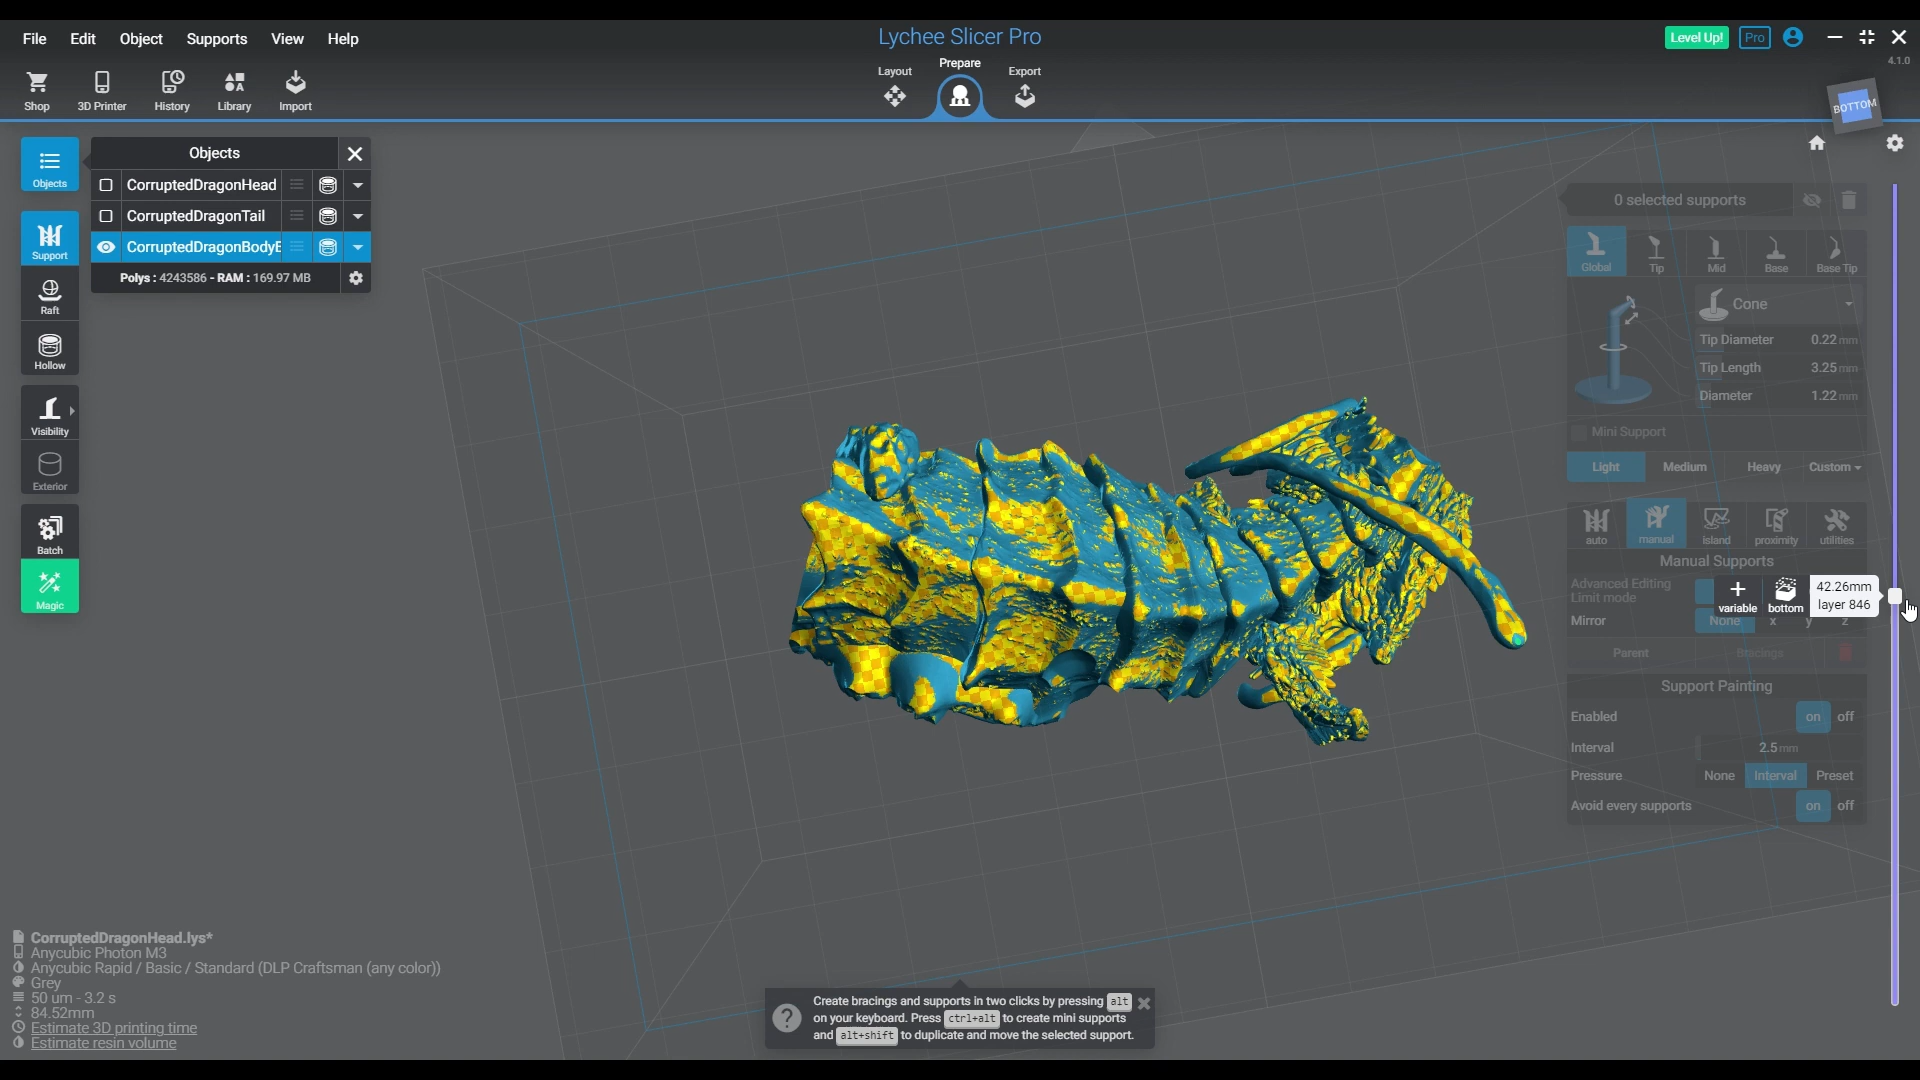 File Edit Object Supports View Help
Lychee Slicer Pro
Level Up! Pro
4.1.0
Shop 3D Printer History Library Import
Layout Prepare Export
BOTTOM
Objects
Support
Raft
Hollow
Visibility
Exterior
Batch
Magic
Objects
CorruptedDragonHead
CorruptedDragonTail
CorruptedDragonBodyE
Polys : 4243586 - RAM : 169.97 MB
0 selected supports
Global Tip Mid Base Base Tip
Cone
Tip Diameter 0.22 mm
Tip Length 3.25 mm
Diameter 1.22 mm
Mini Support
Light Medium Heavy Custom
auto manual island proximity utilities
Manual Supports
Advanced Editing
Limit mode
variable bottom
42.26mm
layer 846
Mirror None x y z
Parent Bracings
Support Painting
Enabled on off
Interval 2.5 mm
Pressure None Interval Preset
Avoid every supports on off
CorruptedDragonHead.lys*
Anycubic Photon M3
Anycubic Rapid / Basic / Standard (DLP Craftsman (any color))
Grey
50 um - 3.2 s
84.52mm
Estimate 3D printing time
Estimate resin volume
Create bracings and supports in two clicks by pressing alt
on your keyboard. Press ctrl+alt to create mini supports
and alt+shift to duplicate and move the selected support.